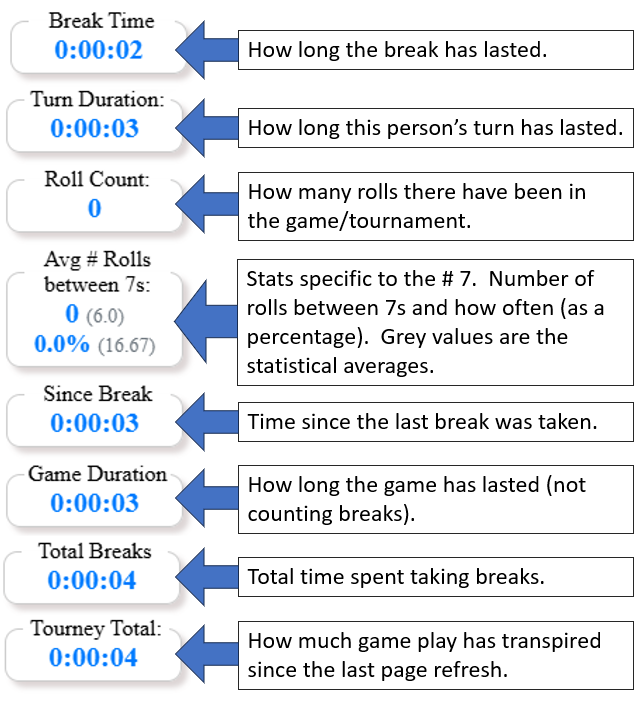 Break Time
0:00:02
How long the break has lasted.
Turn Duration:
0:00:03
How long this person's turn has lasted.
Roll Count:
0
How many rolls there have been in
the game/tournament.
Avg # Rolls
between 7s:
0 (6.0)
0.0% (16.67)
Stats specific to the # 7.  Number of
rolls between 7s and how often (as a
percentage).  Grey values are the
statistical averages.
Since Break
0:00:03
Time since the last break was taken.
Game Duration
0:00:03
How long the game has lasted (not
counting breaks).
Total Breaks
0:00:04
Total time spent taking breaks.
Tourney Total:
0:00:04
How much game play has transpired
since the last page refresh.